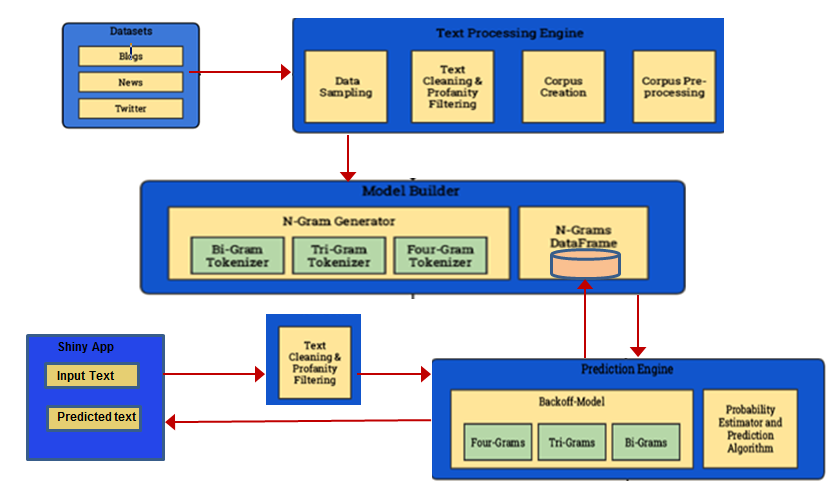 Datasets
Blogs
News
Twitter
Text Processing Engine
Data
Sampling
Text
Cleaning &
Profanity
Filtering
Corpus
Creation
Corpus Pre-
processing
Model Builder
N-Gram Generator
Bi-Gram
Tokenizer
Tri-Gram
Tokenizer
Four-Gram
Tokenizer
N-Grams
DataFrame
Shiny App
Input Text
Predicted text
Text
Cleaning &
Profanity
Filtering
Prediction Engine
Backoff-Model
Four-Grams
Tri-Grams
Bi-Grams
Probability
Estimator and
Prediction
Algorithm